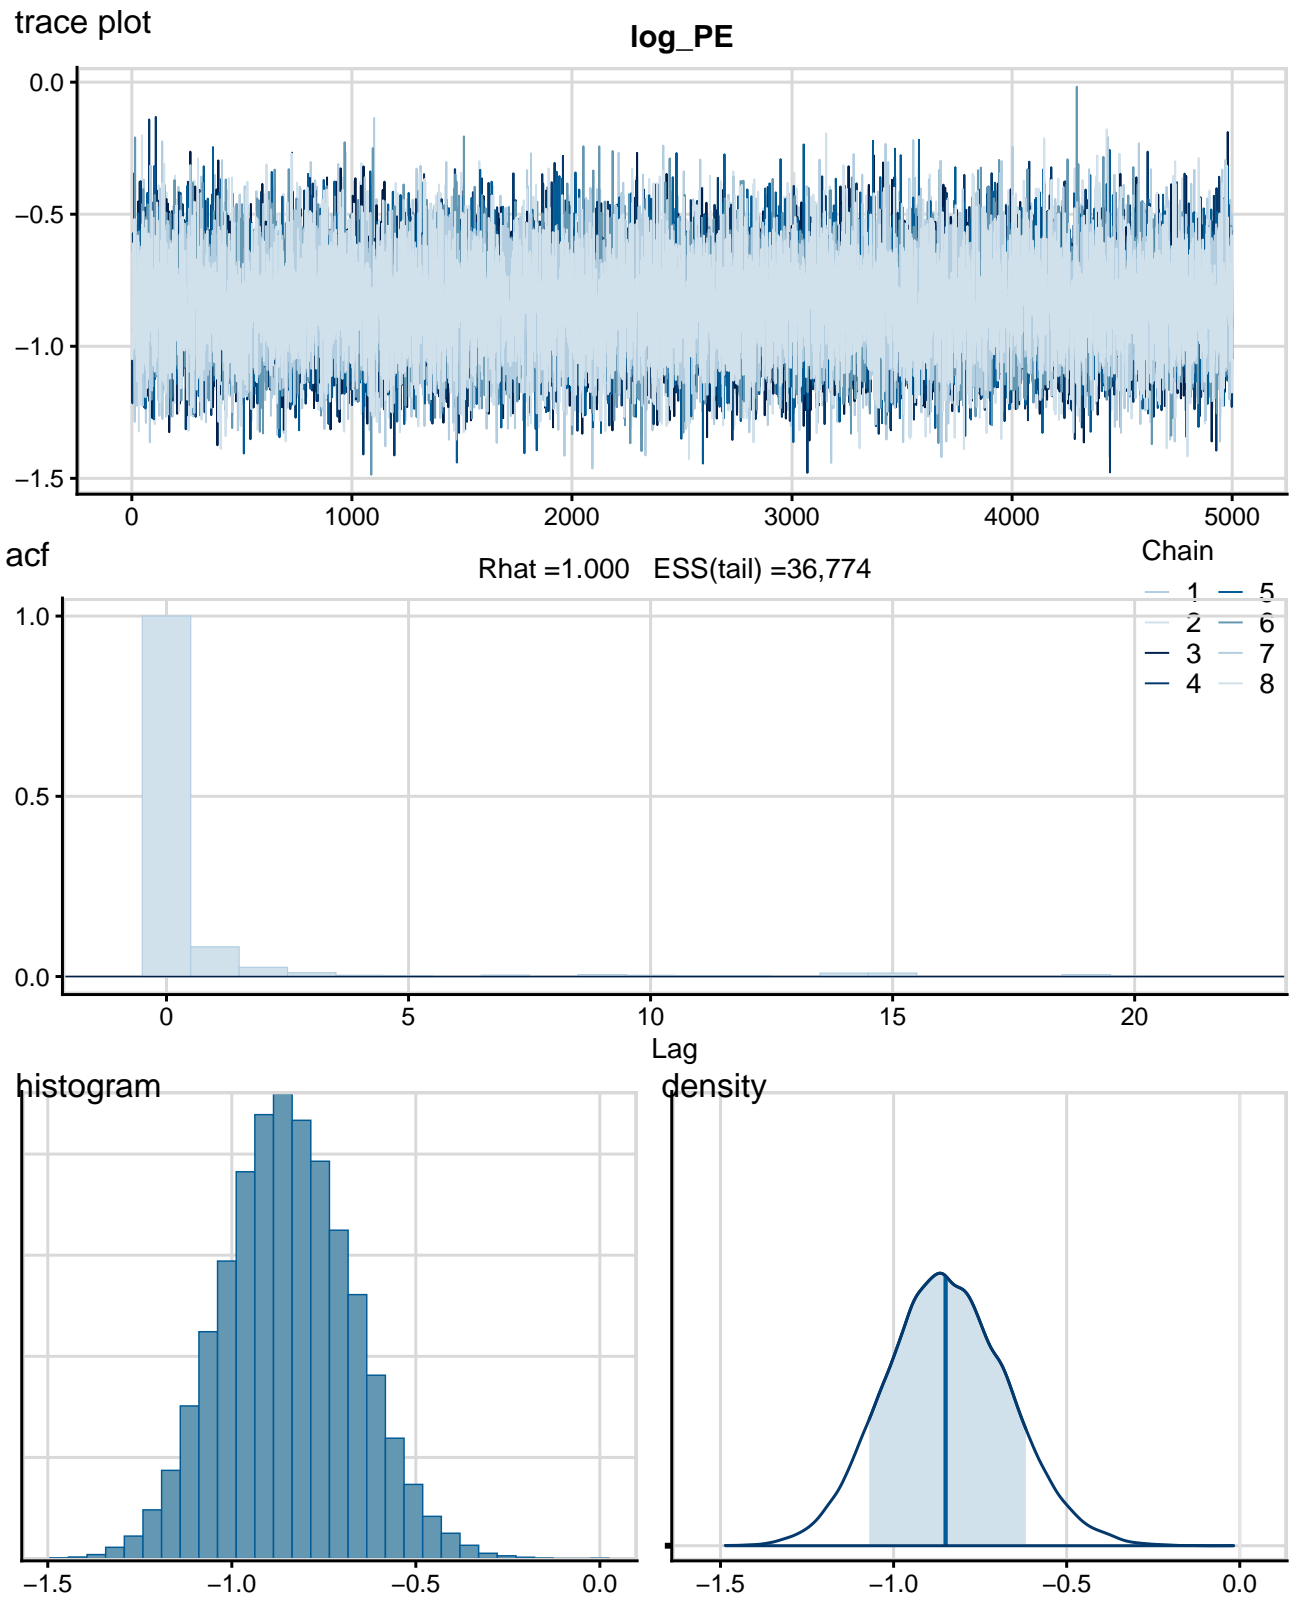 trace plot
log_PE
0.0
−0.5
−1.0
−1.5
0 1000 2000 3000 4000 5000
acf
Rhat =1.000 ESS(tail) =36,774
Chain
1 5
2 6
3 7
4 8
1.0
0.5
0.0
0 5 10 15 20
Lag
histogram
density
−1.5 −1.0 −0.5 0.0
−1.5 −1.0 −0.5 0.0